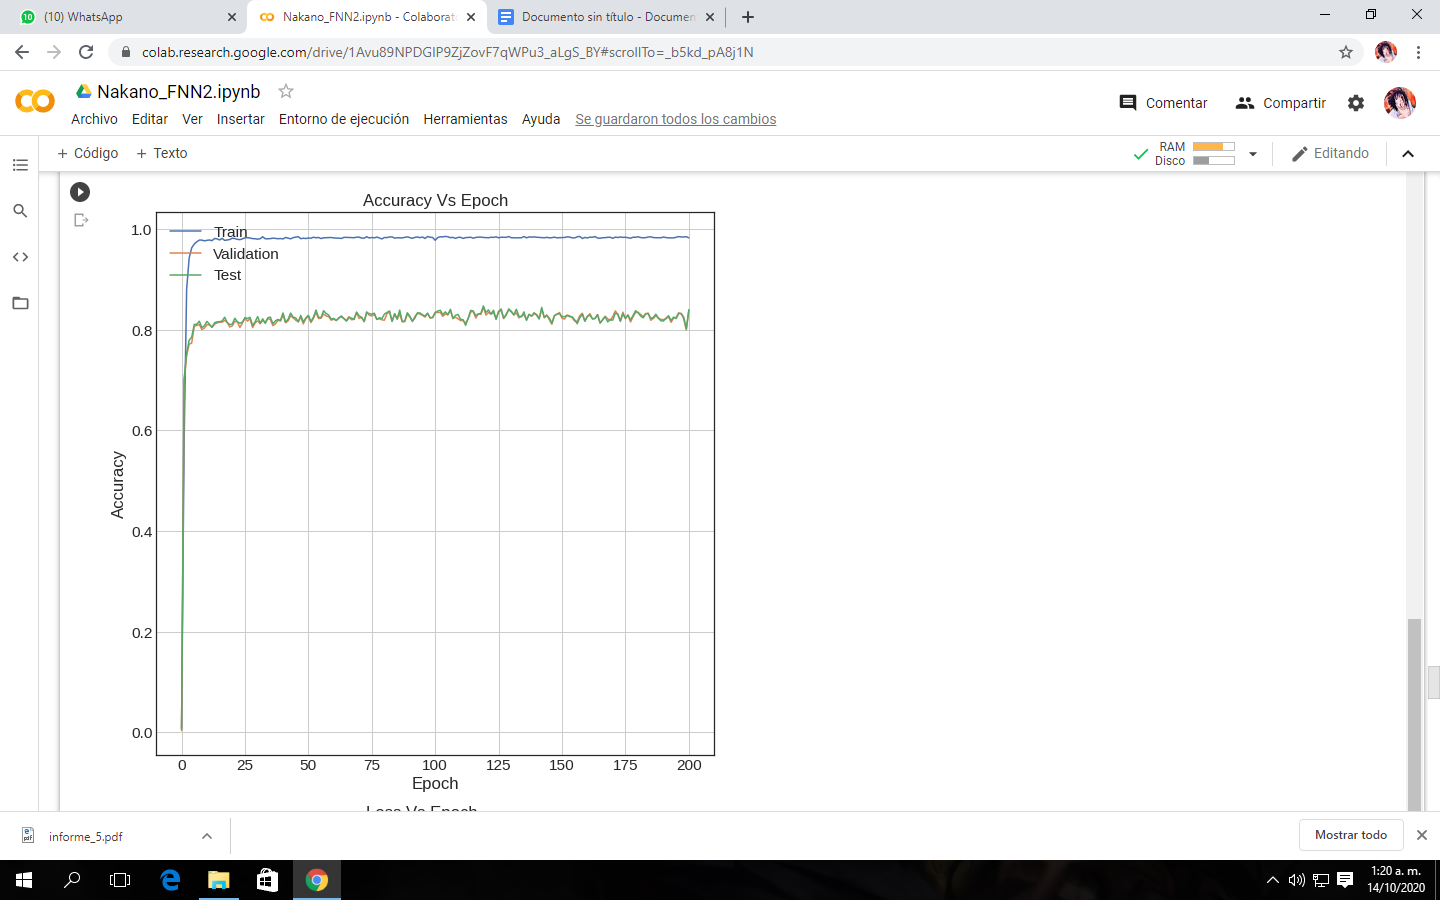 (10) WhatsApp
Nakano_FNN2.ipynb - Colaborato
Documento sin título - Documen
colab.research.google.com/drive/1Avu89NPDGIP9ZjZovF7qWPu3_aLgS_BY#scrollTo=_b5kd_pA8j1N
Nakano_FNN2.ipynb
Archivo Editar Ver Insertar Entorno de ejecución Herramientas Ayuda Se guardaron todos los cambios
Comentar Compartir
+ Código + Texto
RAM
Disco
Editando
Accuracy Vs Epoch
Train
Validation
Test
1.0
0.8
0.6
0.4
0.2
0.0
Accuracy
0 25 50 75 100 125 150 175 200
Epoch
Loss Vs Epoch
informe_5.pdf
Mostrar todo
1:20 a. m.
14/10/2020